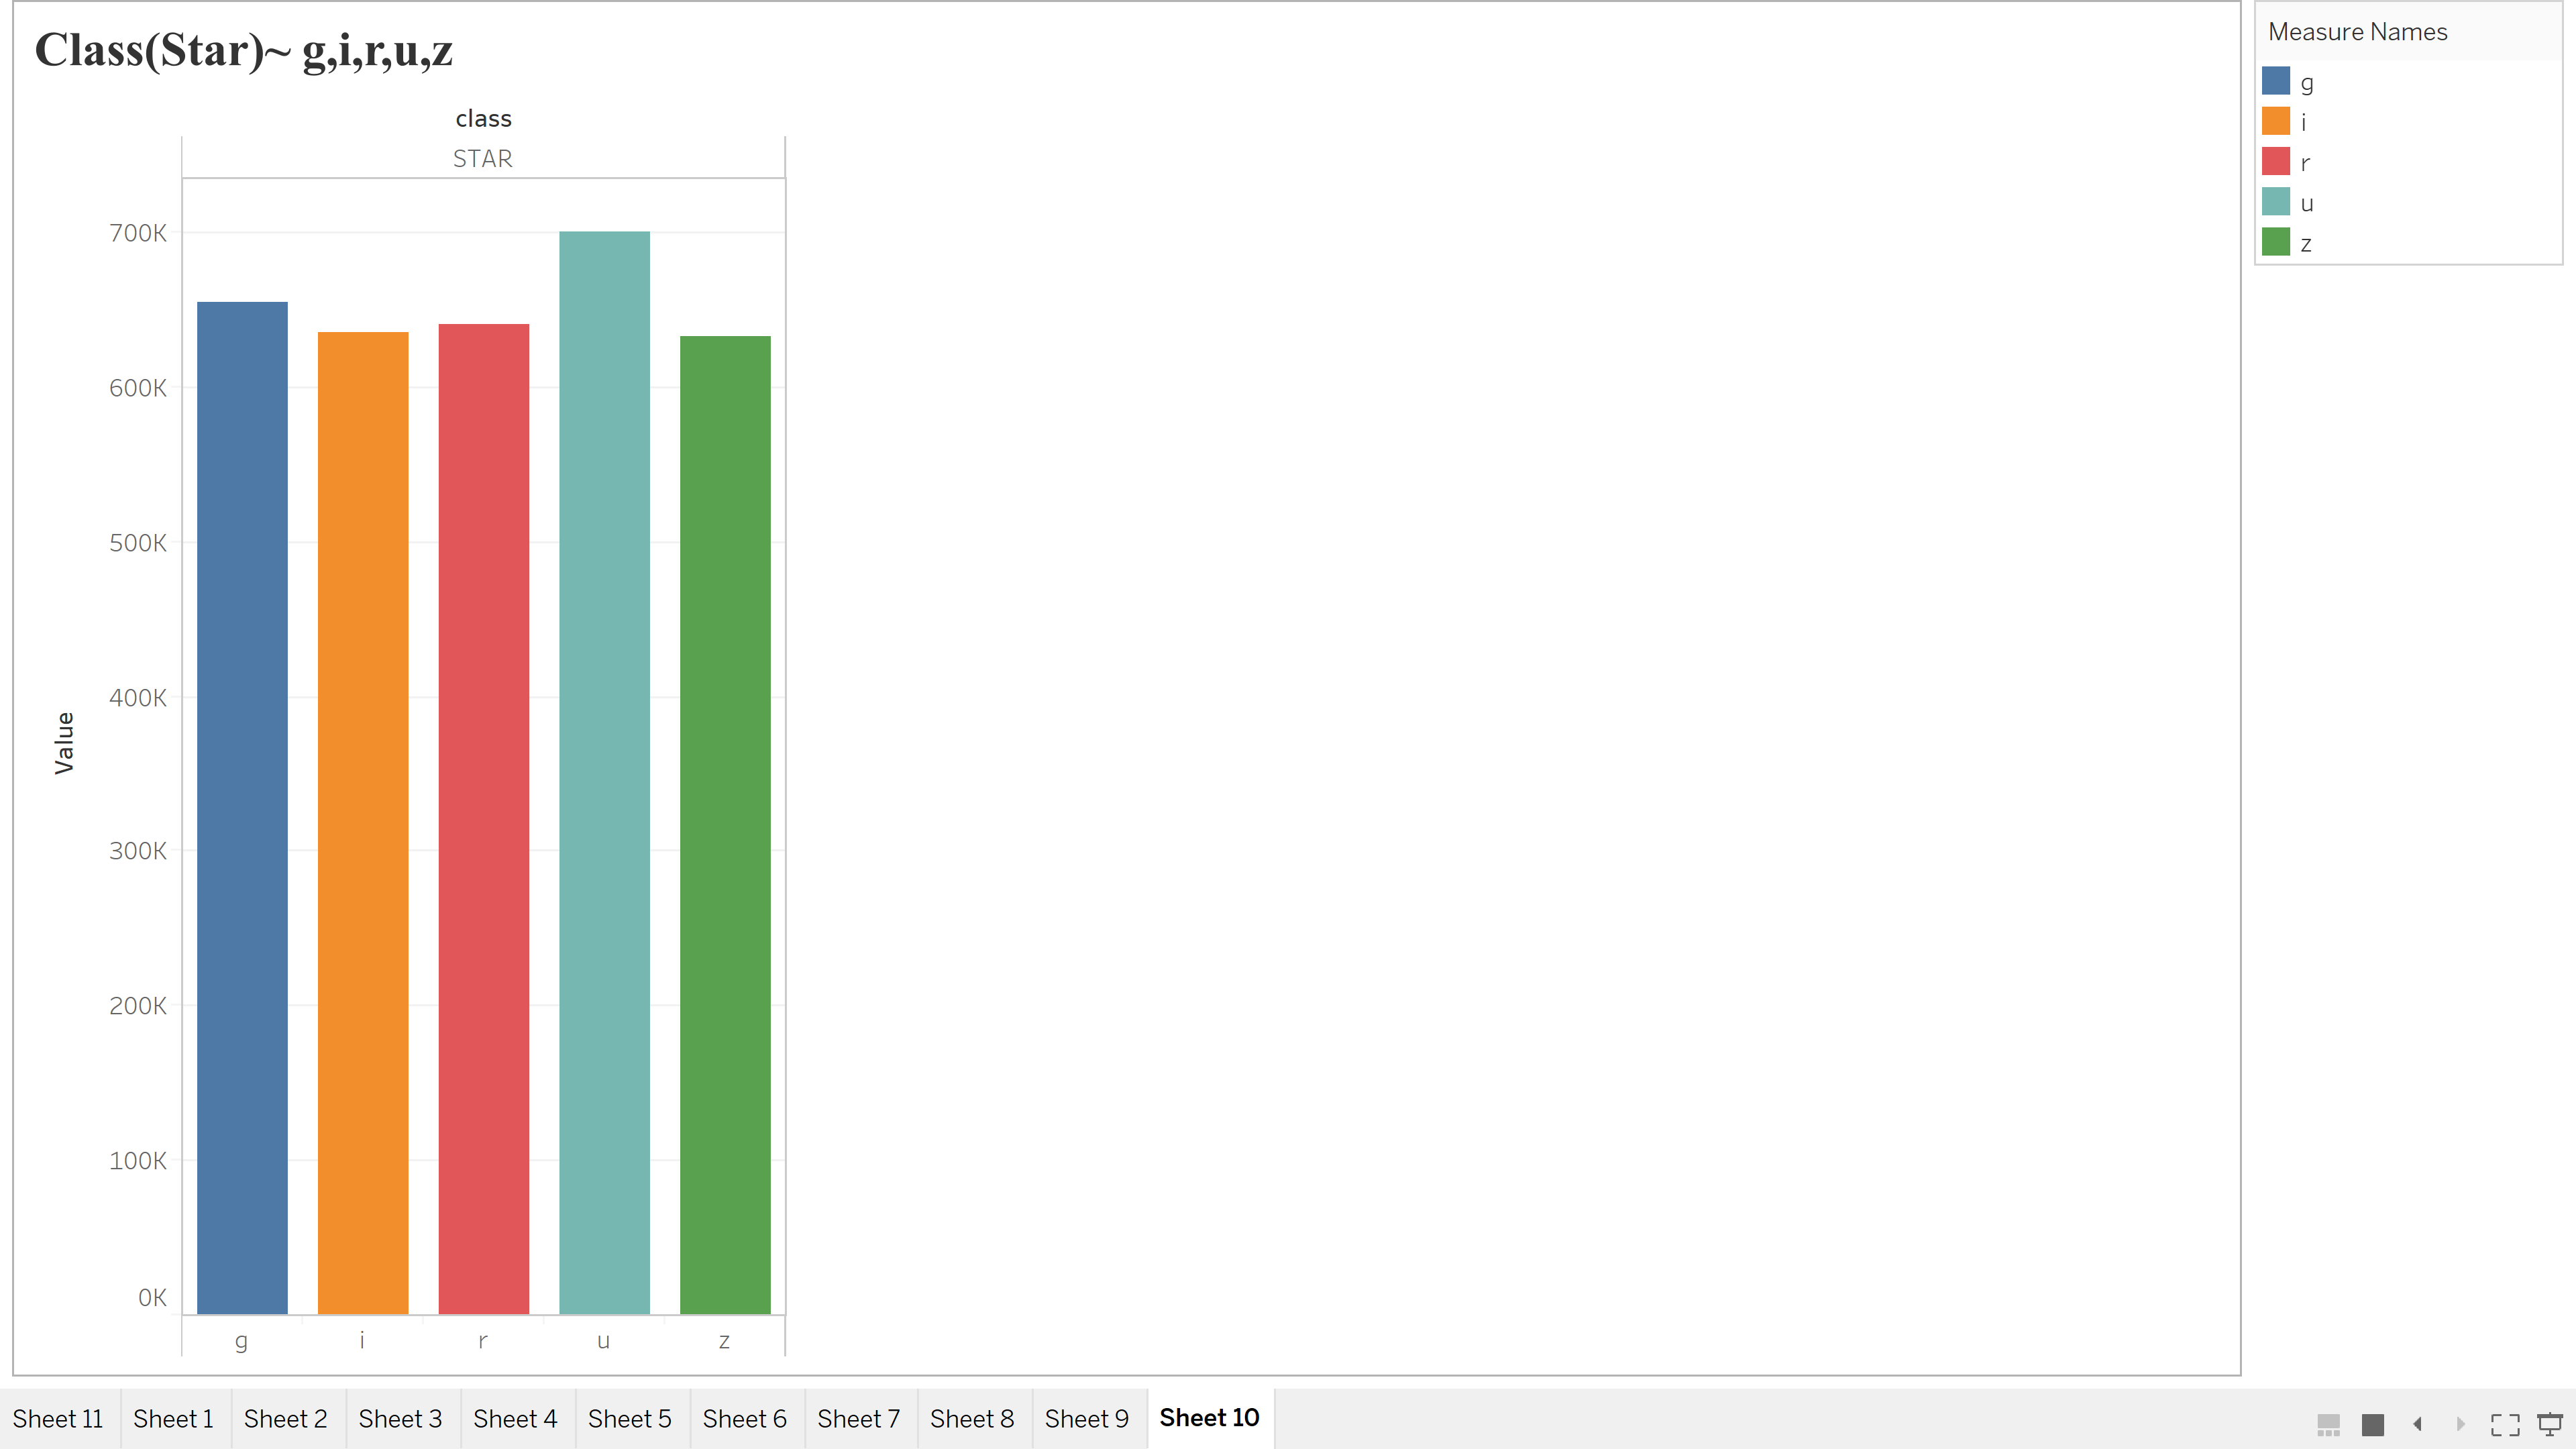 Class(Star)~ g,i,r,u,z
class
STAR
700K
600K
500K
400K
300K
200K
100K
0K
Value
g i r u z
Measure Names
g
i
r
u
z
Sheet 11 Sheet 1 Sheet 2 Sheet 3 Sheet 4 Sheet 5 Sheet 6 Sheet 7 Sheet 8 Sheet 9 Sheet 10